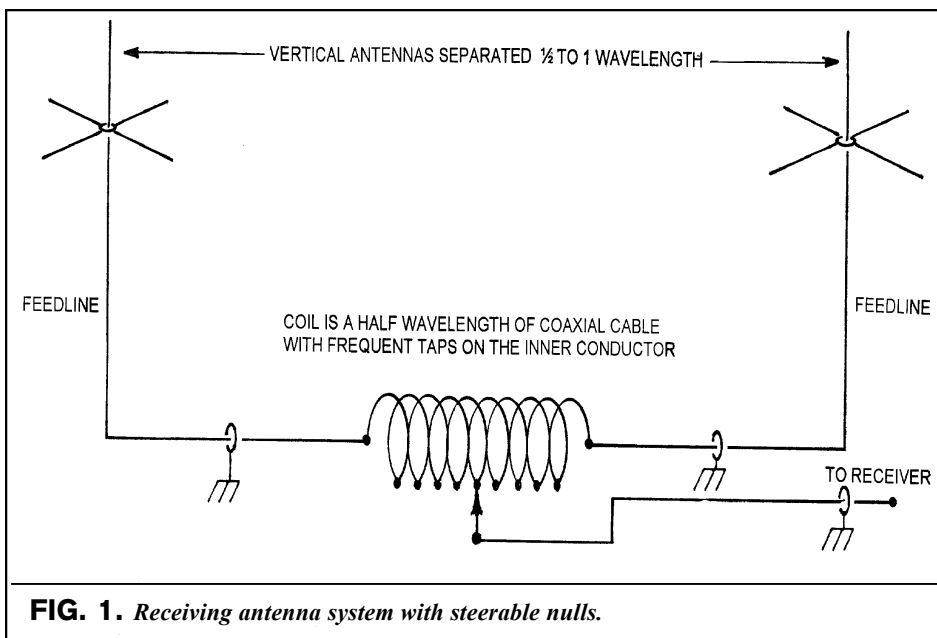 VERTICAL ANTENNAS SEPARATED ½ TO 1 WAVELENGTH
FEEDLINE
FEEDLINE
COIL IS A HALF WAVELENGTH OF COAXIAL CABLE
WITH FREQUENT TAPS ON THE INNER CONDUCTOR
TO RECEIVER
FIG. 1. Receiving antenna system with steerable nulls.